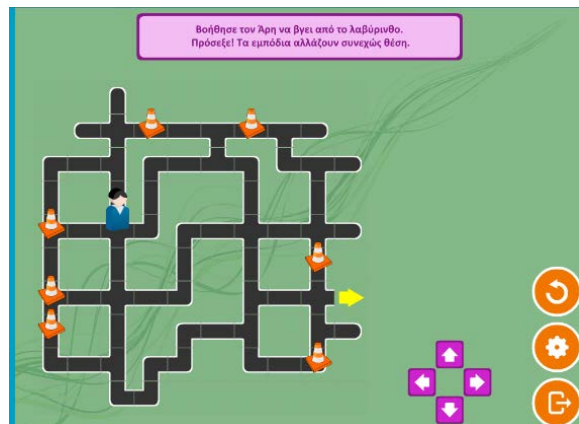 Βοήθησε τον Άρη να βγει από το λαβύρινθο.
Πρόσεξε! Τα εμπόδια αλλάζουν συνεχώς θέση.